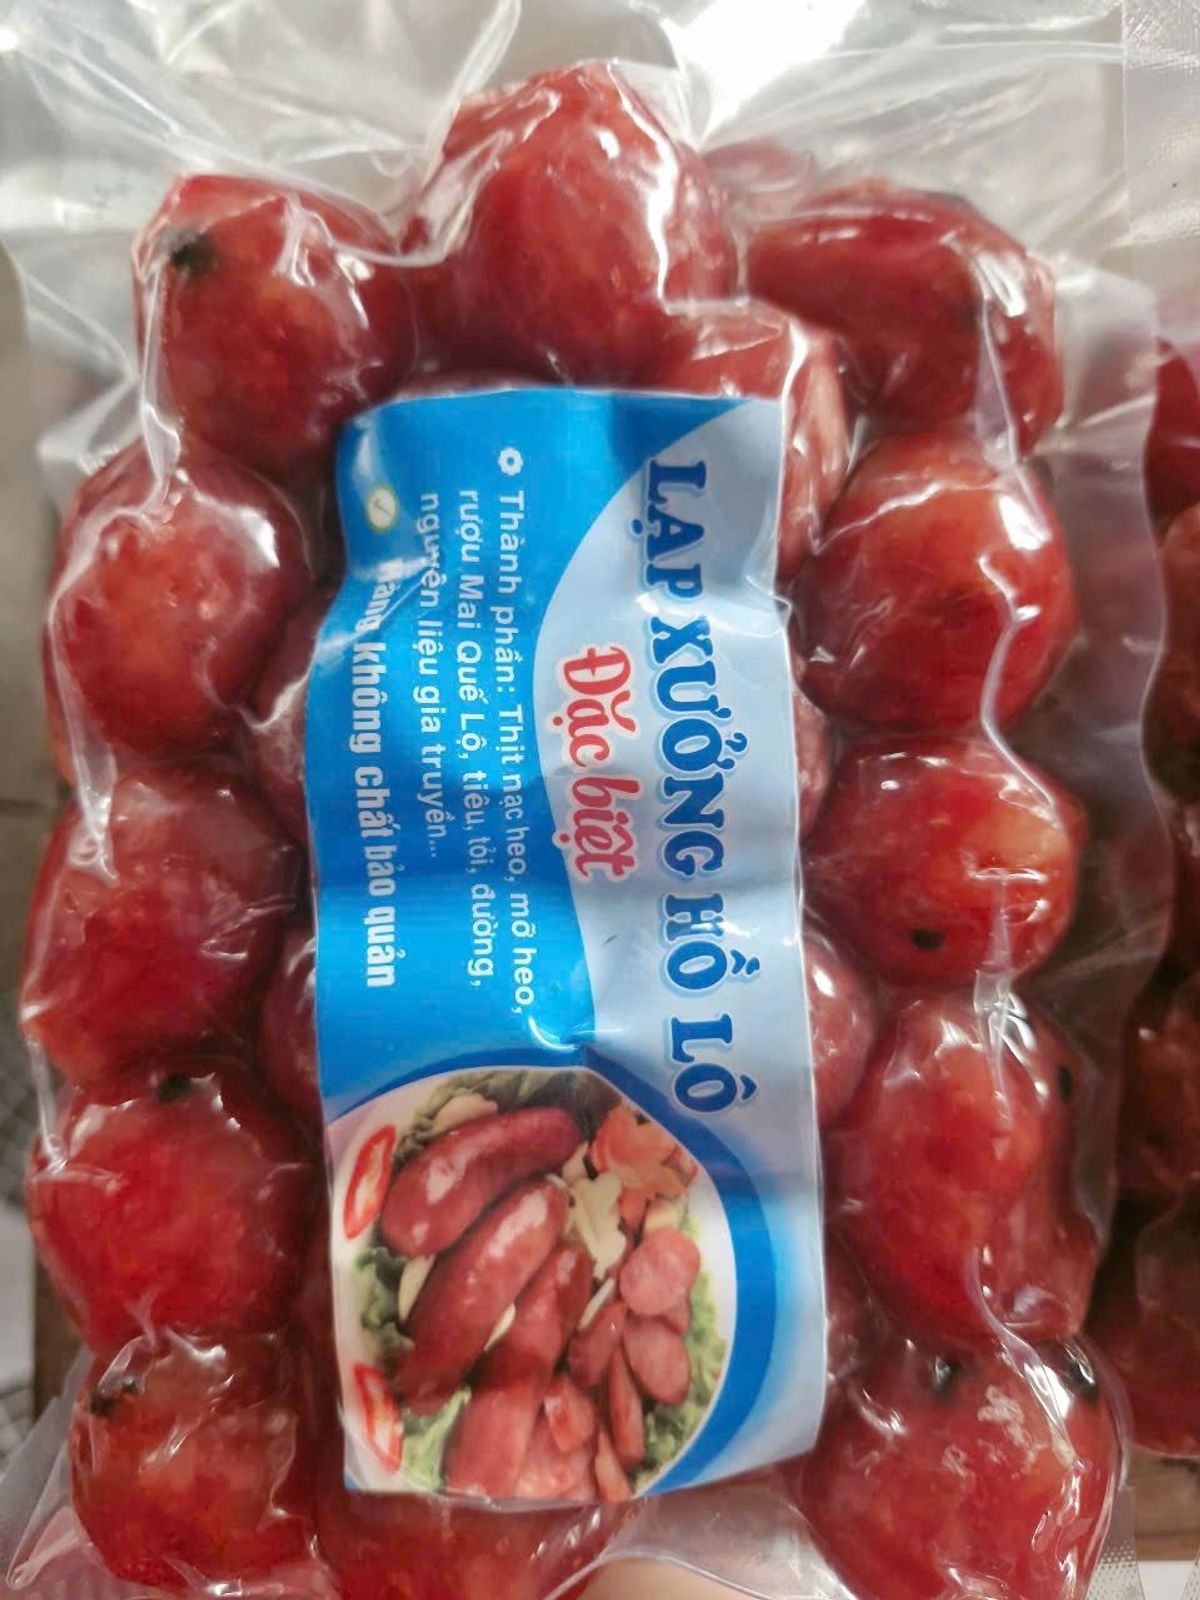 LẠP XƯỞNG HỒ LÔ
Đặc biệt
Thành phần: Thịt nạc heo, mỡ heo,
rượu Mai Quế Lộ, tiêu, tỏi, đường,
nguyên liệu gia truyền...
Hàng không chất bảo quản